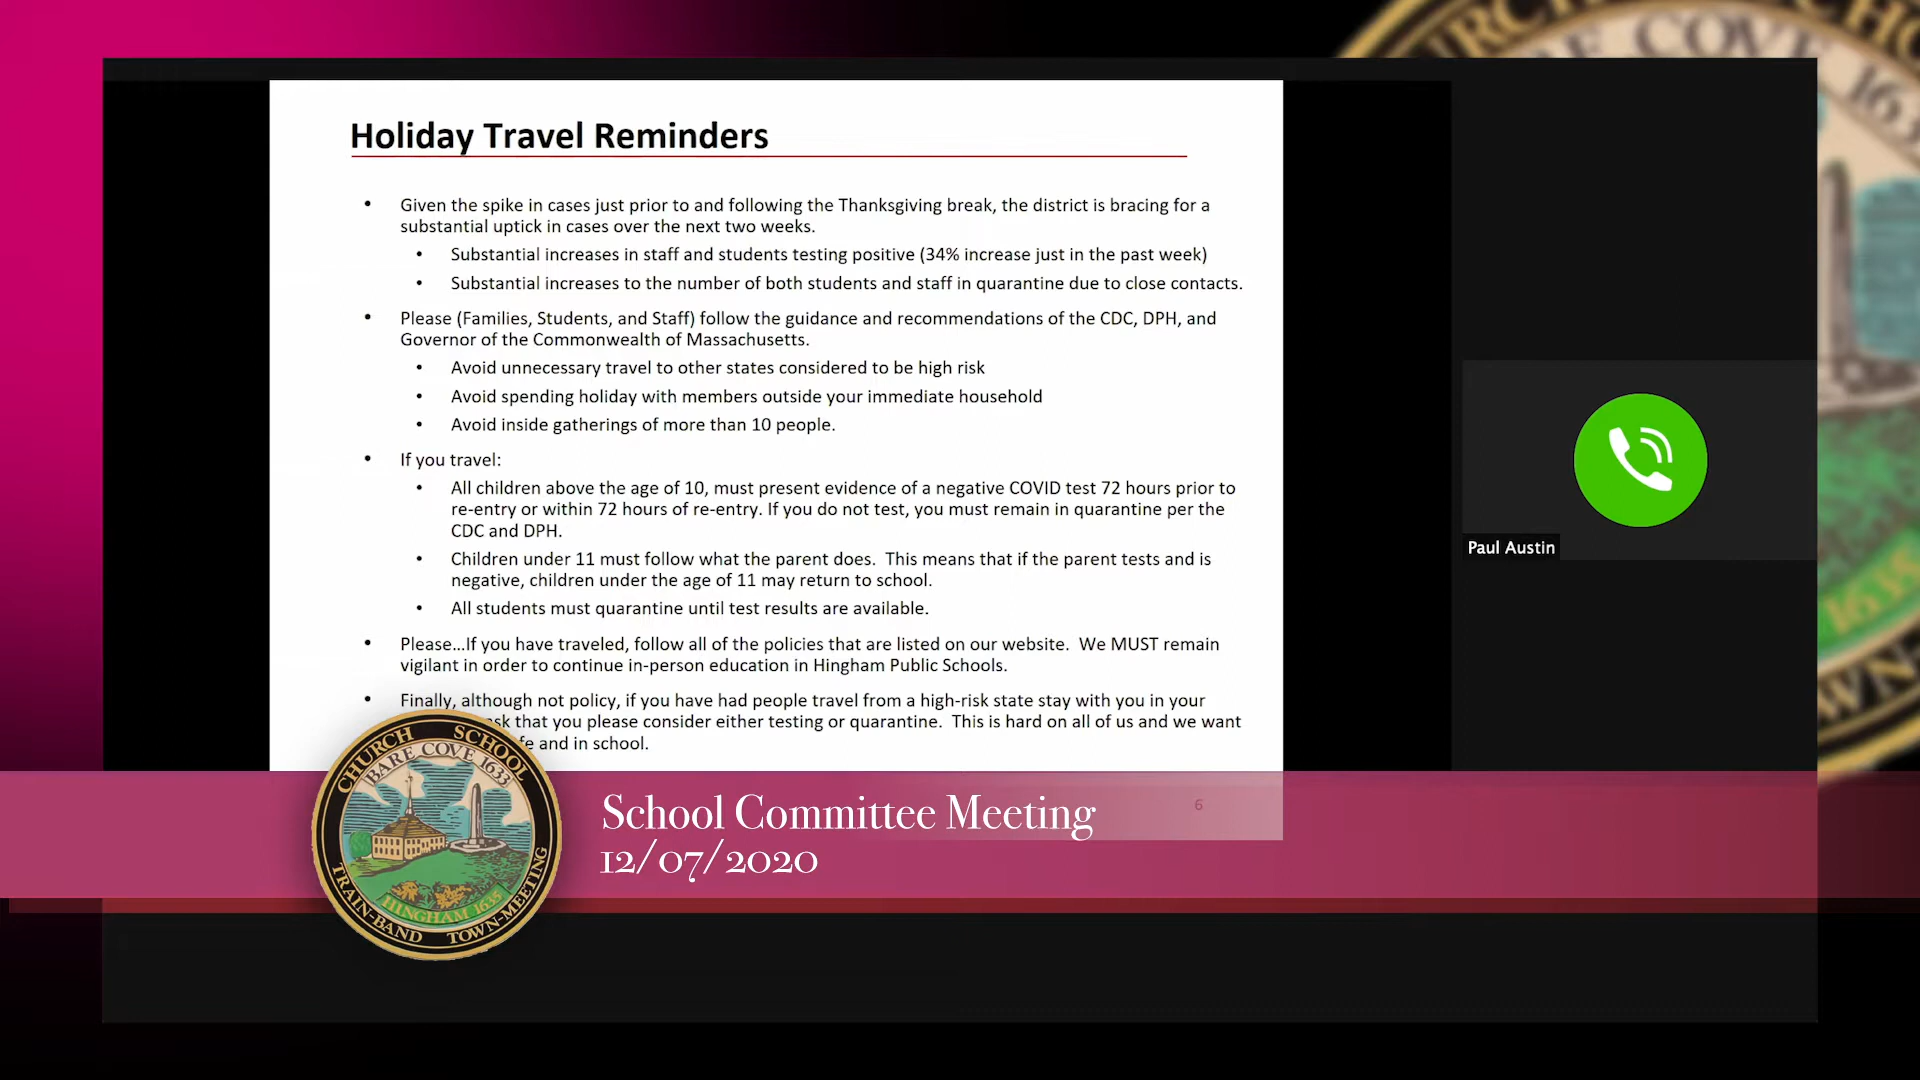 Holiday Travel Reminders
• Given the spike in cases just prior to and following the Thanksgiving break, the district is bracing for a
substantial uptick in cases over the next two weeks.
• Substantial increases in staff and students testing positive (34% increase just in the past week)
• Substantial increases to the number of both students and staff in quarantine due to close contacts.
• Please (Families, Students, and Staff) follow the guidance and recommendations of the CDC, DPH, and
Governor of the Commonwealth of Massachusetts.
• Avoid unnecessary travel to other states considered to be high risk
• Avoid spending holiday with members outside your immediate household
• Avoid inside gatherings of more than 10 people.
• If you travel:
• All children above the age of 10, must present evidence of a negative COVID test 72 hours prior to
re-entry or within 72 hours of re-entry. If you do not test, you must remain in quarantine per the
CDC and DPH.
• Children under 11 must follow what the parent does. This means that if the parent tests and is
negative, children under the age of 11 may return to school.
• All students must quarantine until test results are available.
• Please...If you have traveled, follow all of the policies that are listed on our website. We MUST remain
vigilant in order to continue in-person education in Hingham Public Schools.
• Finally, although not policy, if you have had people travel from a high-risk state stay with you in your
that you please consider either testing or quarantine. This is hard on all of us and we want
and in school.
6
Paul Austin
School Committee Meeting
12/07/2020
CHURCH SCHOOL
BARE COVE 1633
HINGHAM 1635
TRAIN-BAND TOWN-MEETING
BARE COVE
1635